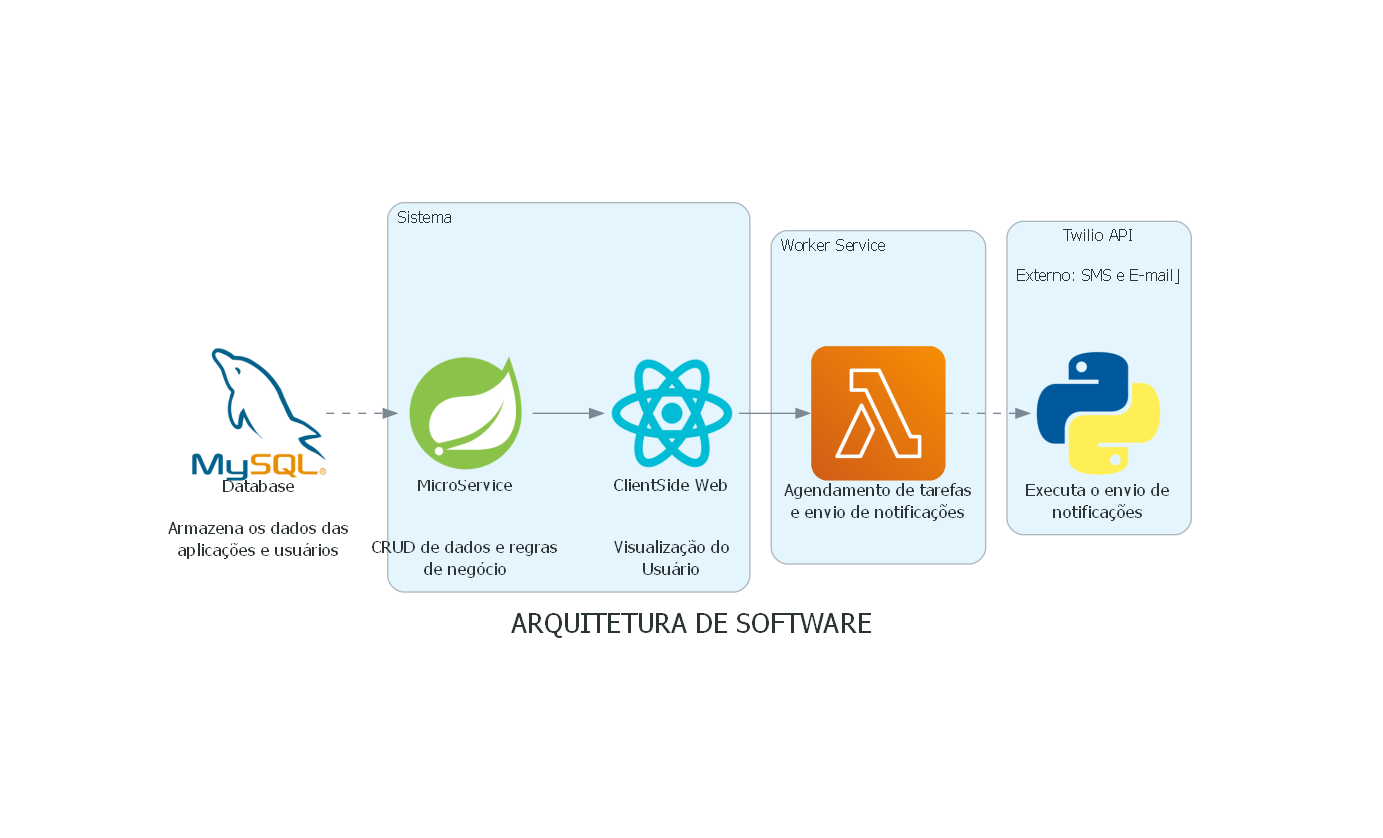 Sistema
Worker Service
Twilio API
Externo: SMS e E-mail⌋
MySQL®
Database
Armazena os dados das
aplicações e usuários
MicroService
CRUD de dados e regras
de negócio
ClientSide Web
Visualização do
Usuário
Agendamento de tarefas
e envio de notificações
Executa o envio de
notificações
ARQUITETURA DE SOFTWARE